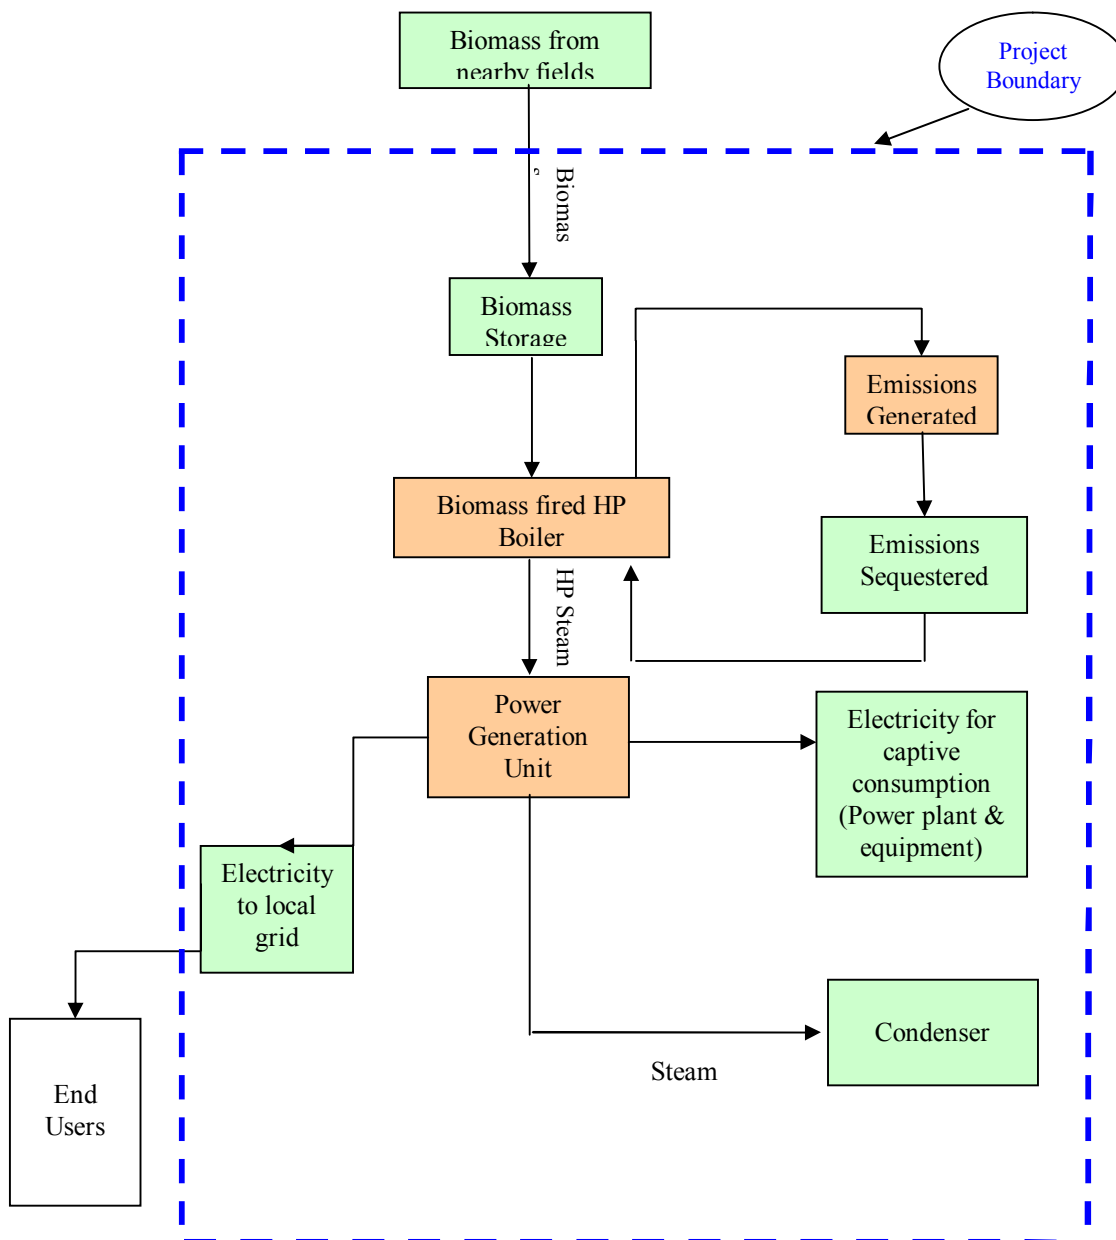 Biomass from
nearby fields
Project
Boundary
Biomas
s
Biomass
Storage
Emissions
Generated
Biomass fired HP
Boiler
Emissions
Sequestered
HP Steam
Power
Generation
Unit
Electricity for
captive
consumption
(Power plant &
equipment)
Electricity
to local
grid
Condenser
Steam
End
Users